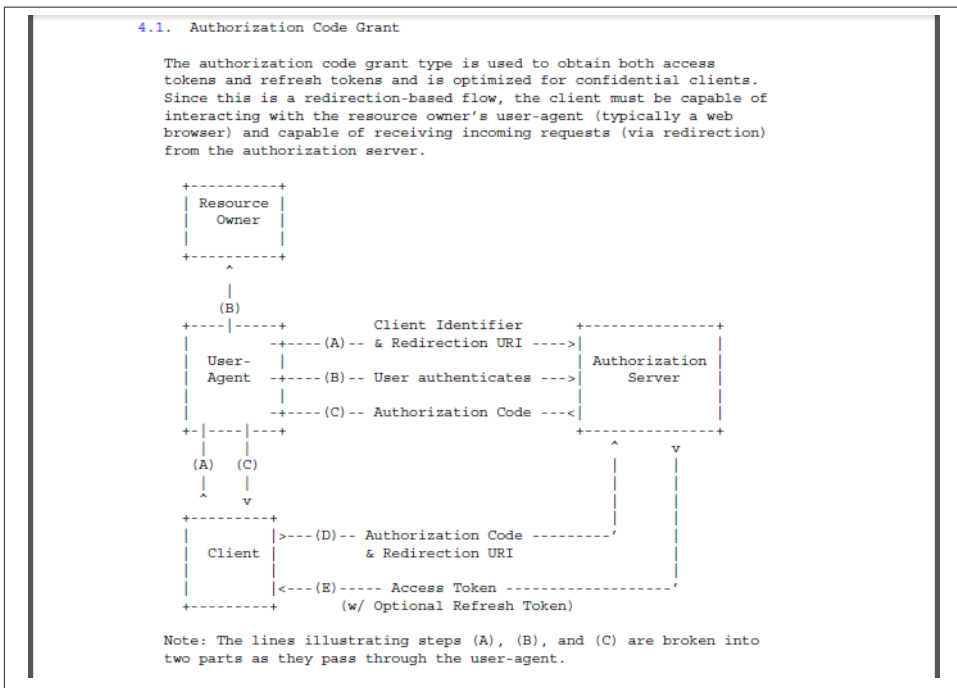 4.1. Authorization Code Grant
The authorization code grant type is used to obtain both access
tokens and refresh tokens and is optimized for confidential clients.
Since this is a redirection-based flow, the client must be capable of
interacting with the resource owner's user-agent (typically a web
browser) and capable of receiving incoming requests (via redirection)
from the authorization server.
+----------+
| Resource |
|   Owner  |
|          |
+----------+
     ^
     |
    (B)
+----|-----+          Client Identifier      +---------------+
|         -+----(A)-- & Redirection URI ---->|               |
|  User-   |                                 | Authorization |
|  Agent  -+----(B)-- User authenticates --->|     Server    |
|          |                                 |               |
|         -+----(C)-- Authorization Code ---<|               |
+-|----|---+                                 +---------------+
  |    |                                         ^      v
 (A)  (C)                                        |      |
  |    |                                         |      |
  ^    v                                         |      |
+---------+                                      |      |
|         |>---(D)-- Authorization Code ---------'      |
|  Client |          & Redirection URI                  |
|         |                                             |
|         |<---(E)----- Access Token -------------------'
+---------+       (w/ Optional Refresh Token)
Note: The lines illustrating steps (A), (B), and (C) are broken into
two parts as they pass through the user-agent.